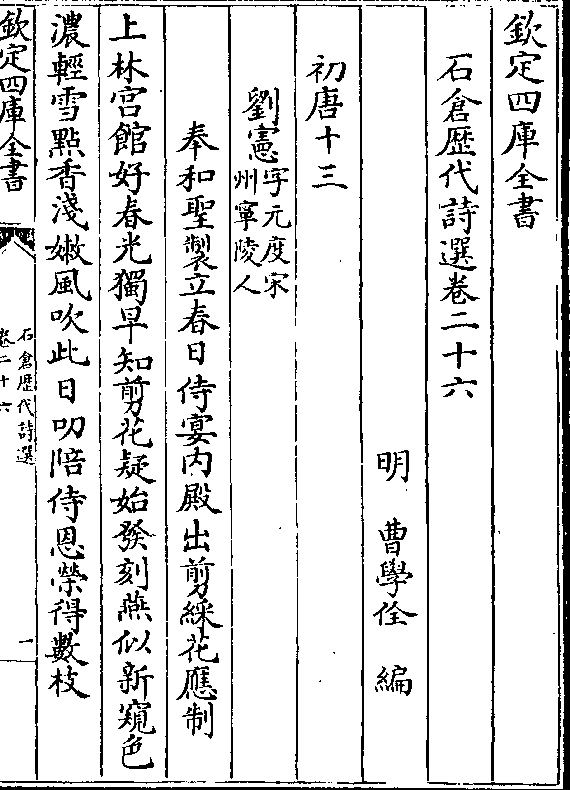 欽定四庫全書
石倉歴代詩選卷二十六
明　曹學佺　編
初唐十三
劉憲字元度宋州寧陵人
奉和聖製立春日侍宴内殿出剪綵花應制
上林宮館好春光獨早知剪花疑始發刻燕似新窺色
濃輕雪點香淺嫩風吹此日叨陪侍恩榮得數枝
欽定四庫全書
石倉歴代詩選
卷二十六
一